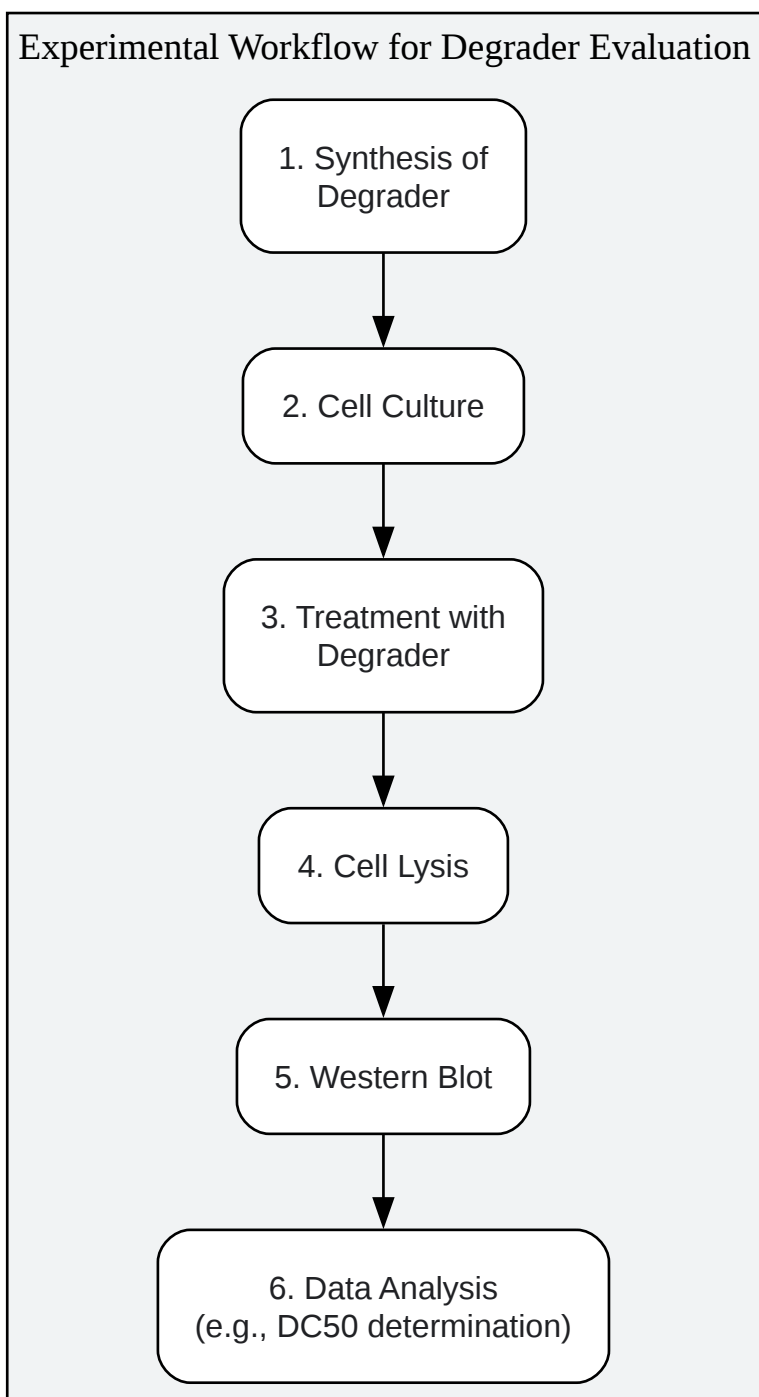 Experimental Workflow for Degrader Evaluation
1. Synthesis of
Degrader
2. Cell Culture
3. Treatment with
Degrader
4. Cell Lysis
5. Western Blot
6. Data Analysis
(e.g., DC50 determination)